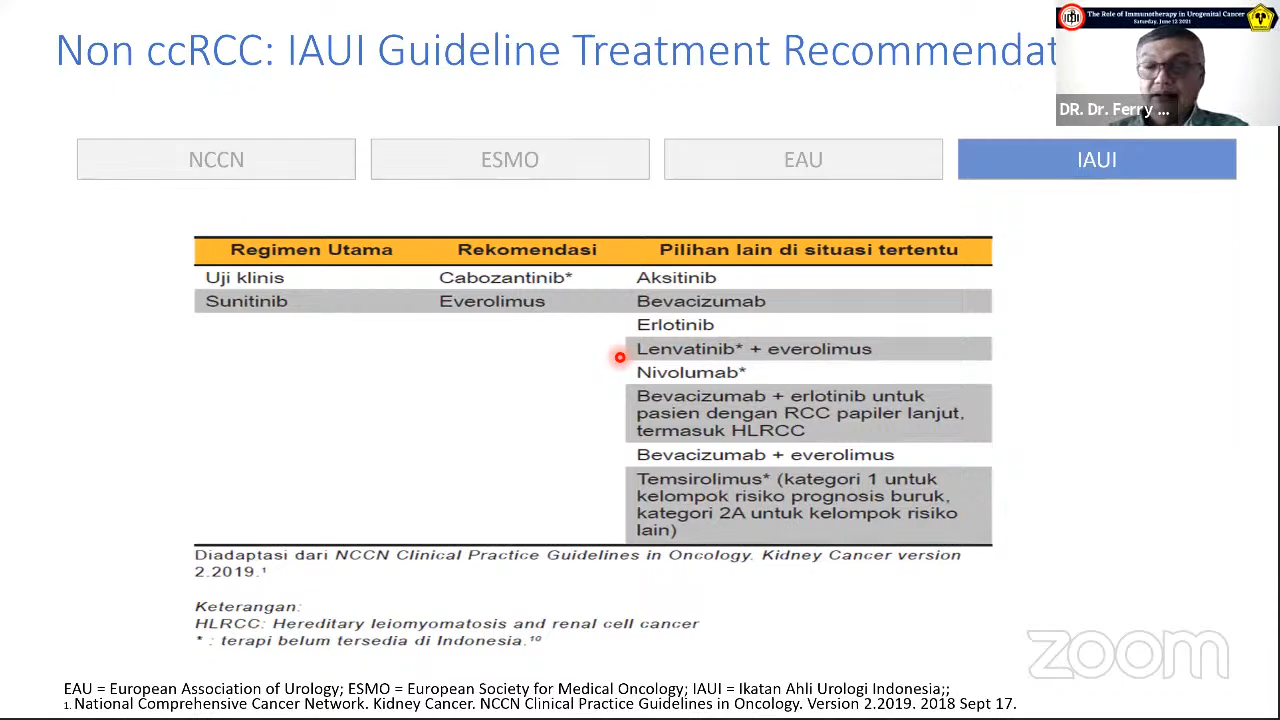 The Role of Immunotherapy in Urogenital Cancer
Saturday, June 12 2021
Non ccRCC: IAUI Guideline Treatment Recommendat
DR. Dr. Ferry ...
NCCN ESMO EAU IAUI
Regimen Utama Rekomendasi Pilihan lain di situasi tertentu
Uji klinis Cabozantinib* Aksitinib
Sunitinib Everolimus Bevacizumab
Erlotinib
Lenvatinib* + everolimus
Nivolumab*
Bevacizumab + erlotinib untuk
pasien dengan RCC papiler lanjut,
termasuk HLRCC
Bevacizumab + everolimus
Temsirolimus* (kategori 1 untuk
kelompok risiko prognosis buruk,
kategori 2A untuk kelompok risiko
lain)
Diadaptasi dari NCCN Clinical Practice Guidelines in Oncology. Kidney Cancer version
2.2019.¹
Keterangan:
HLRCC: Hereditary leiomyomatosis and renal cell cancer
* : terapi belum tersedia di Indonesia.¹⁰
zoom
EAU = European Association of Urology; ESMO = European Society for Medical Oncology; IAUI = Ikatan Ahli Urologi Indonesia;;
1. National Comprehensive Cancer Network. Kidney Cancer. NCCN Clinical Practice Guidelines in Oncology. Version 2.2019. 2018 Sept 17.